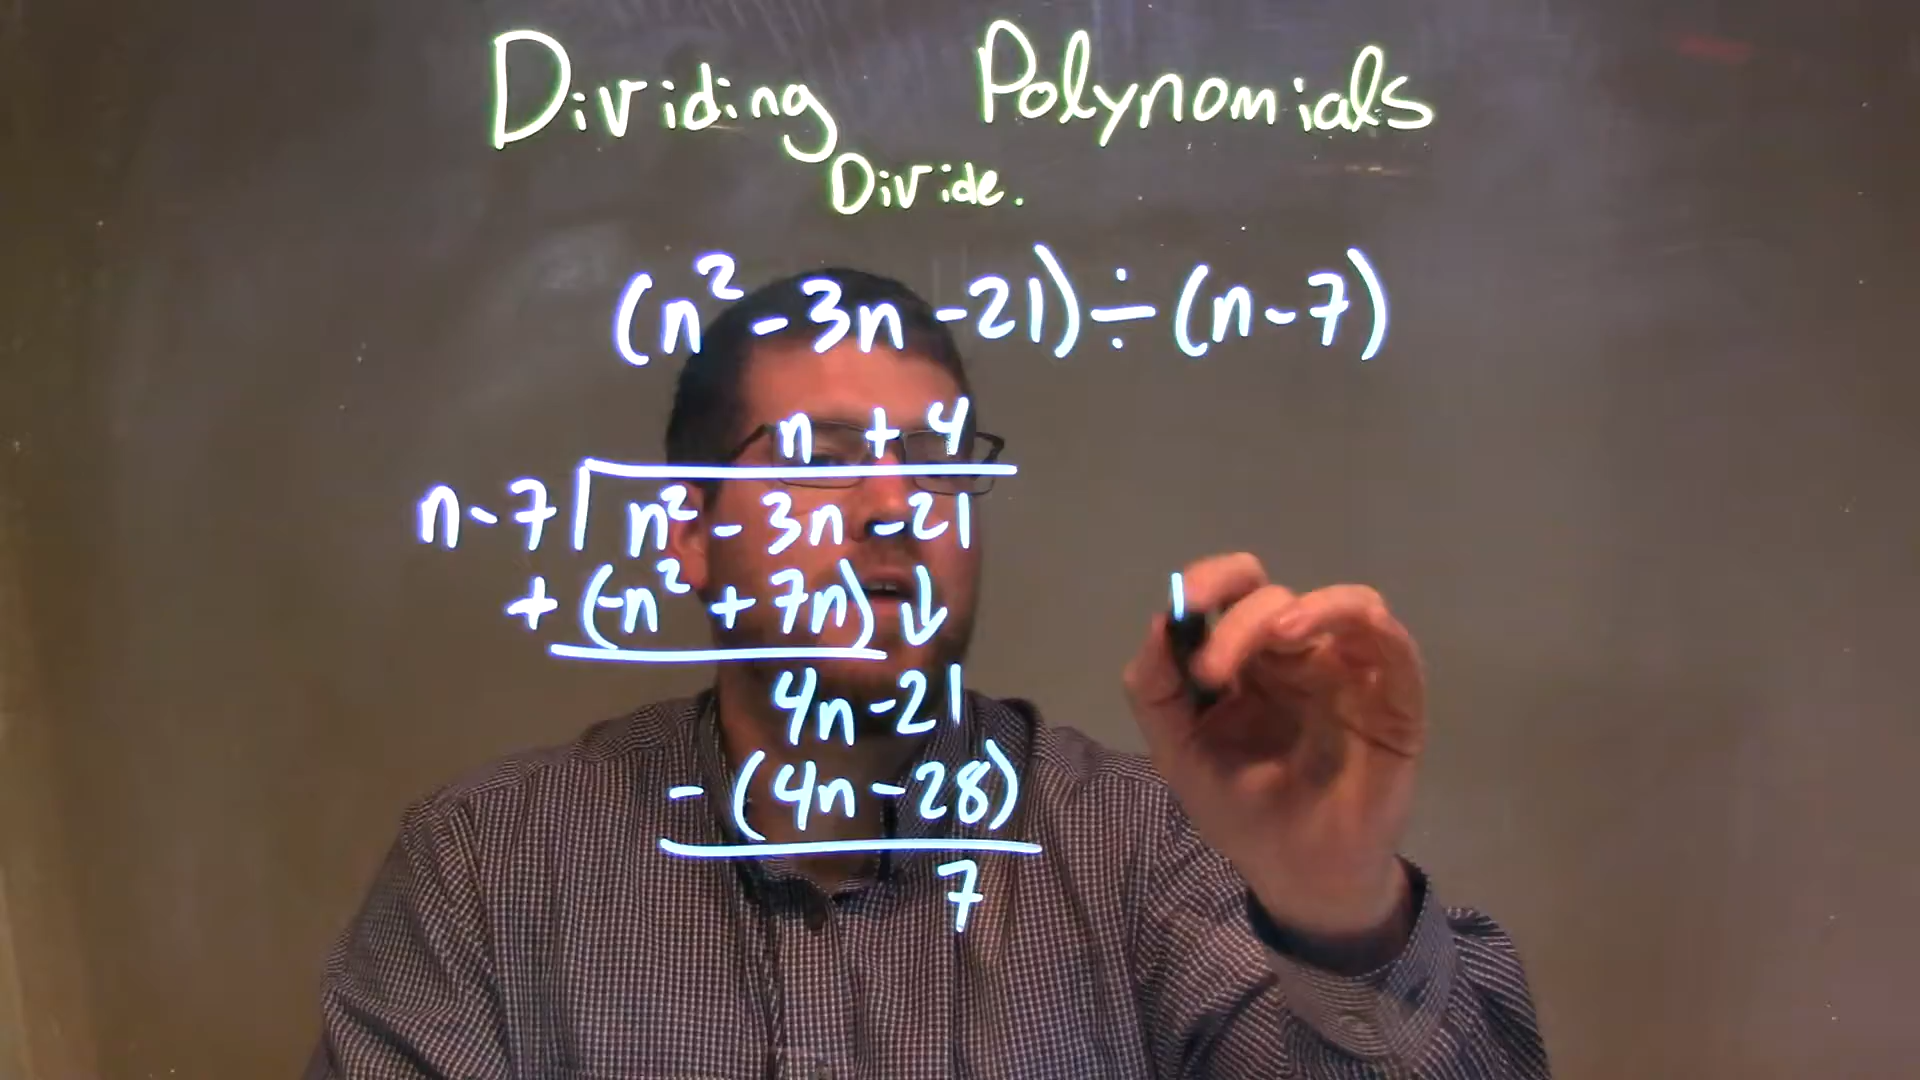 Dividing Polynomials
Divide.
(n² - 3n - 21) ÷ (n - 7)
n + 4
n - 7 | n² - 3n - 21
+ (-n² + 7n) ↓
4n - 21
- (4n - 28)
7